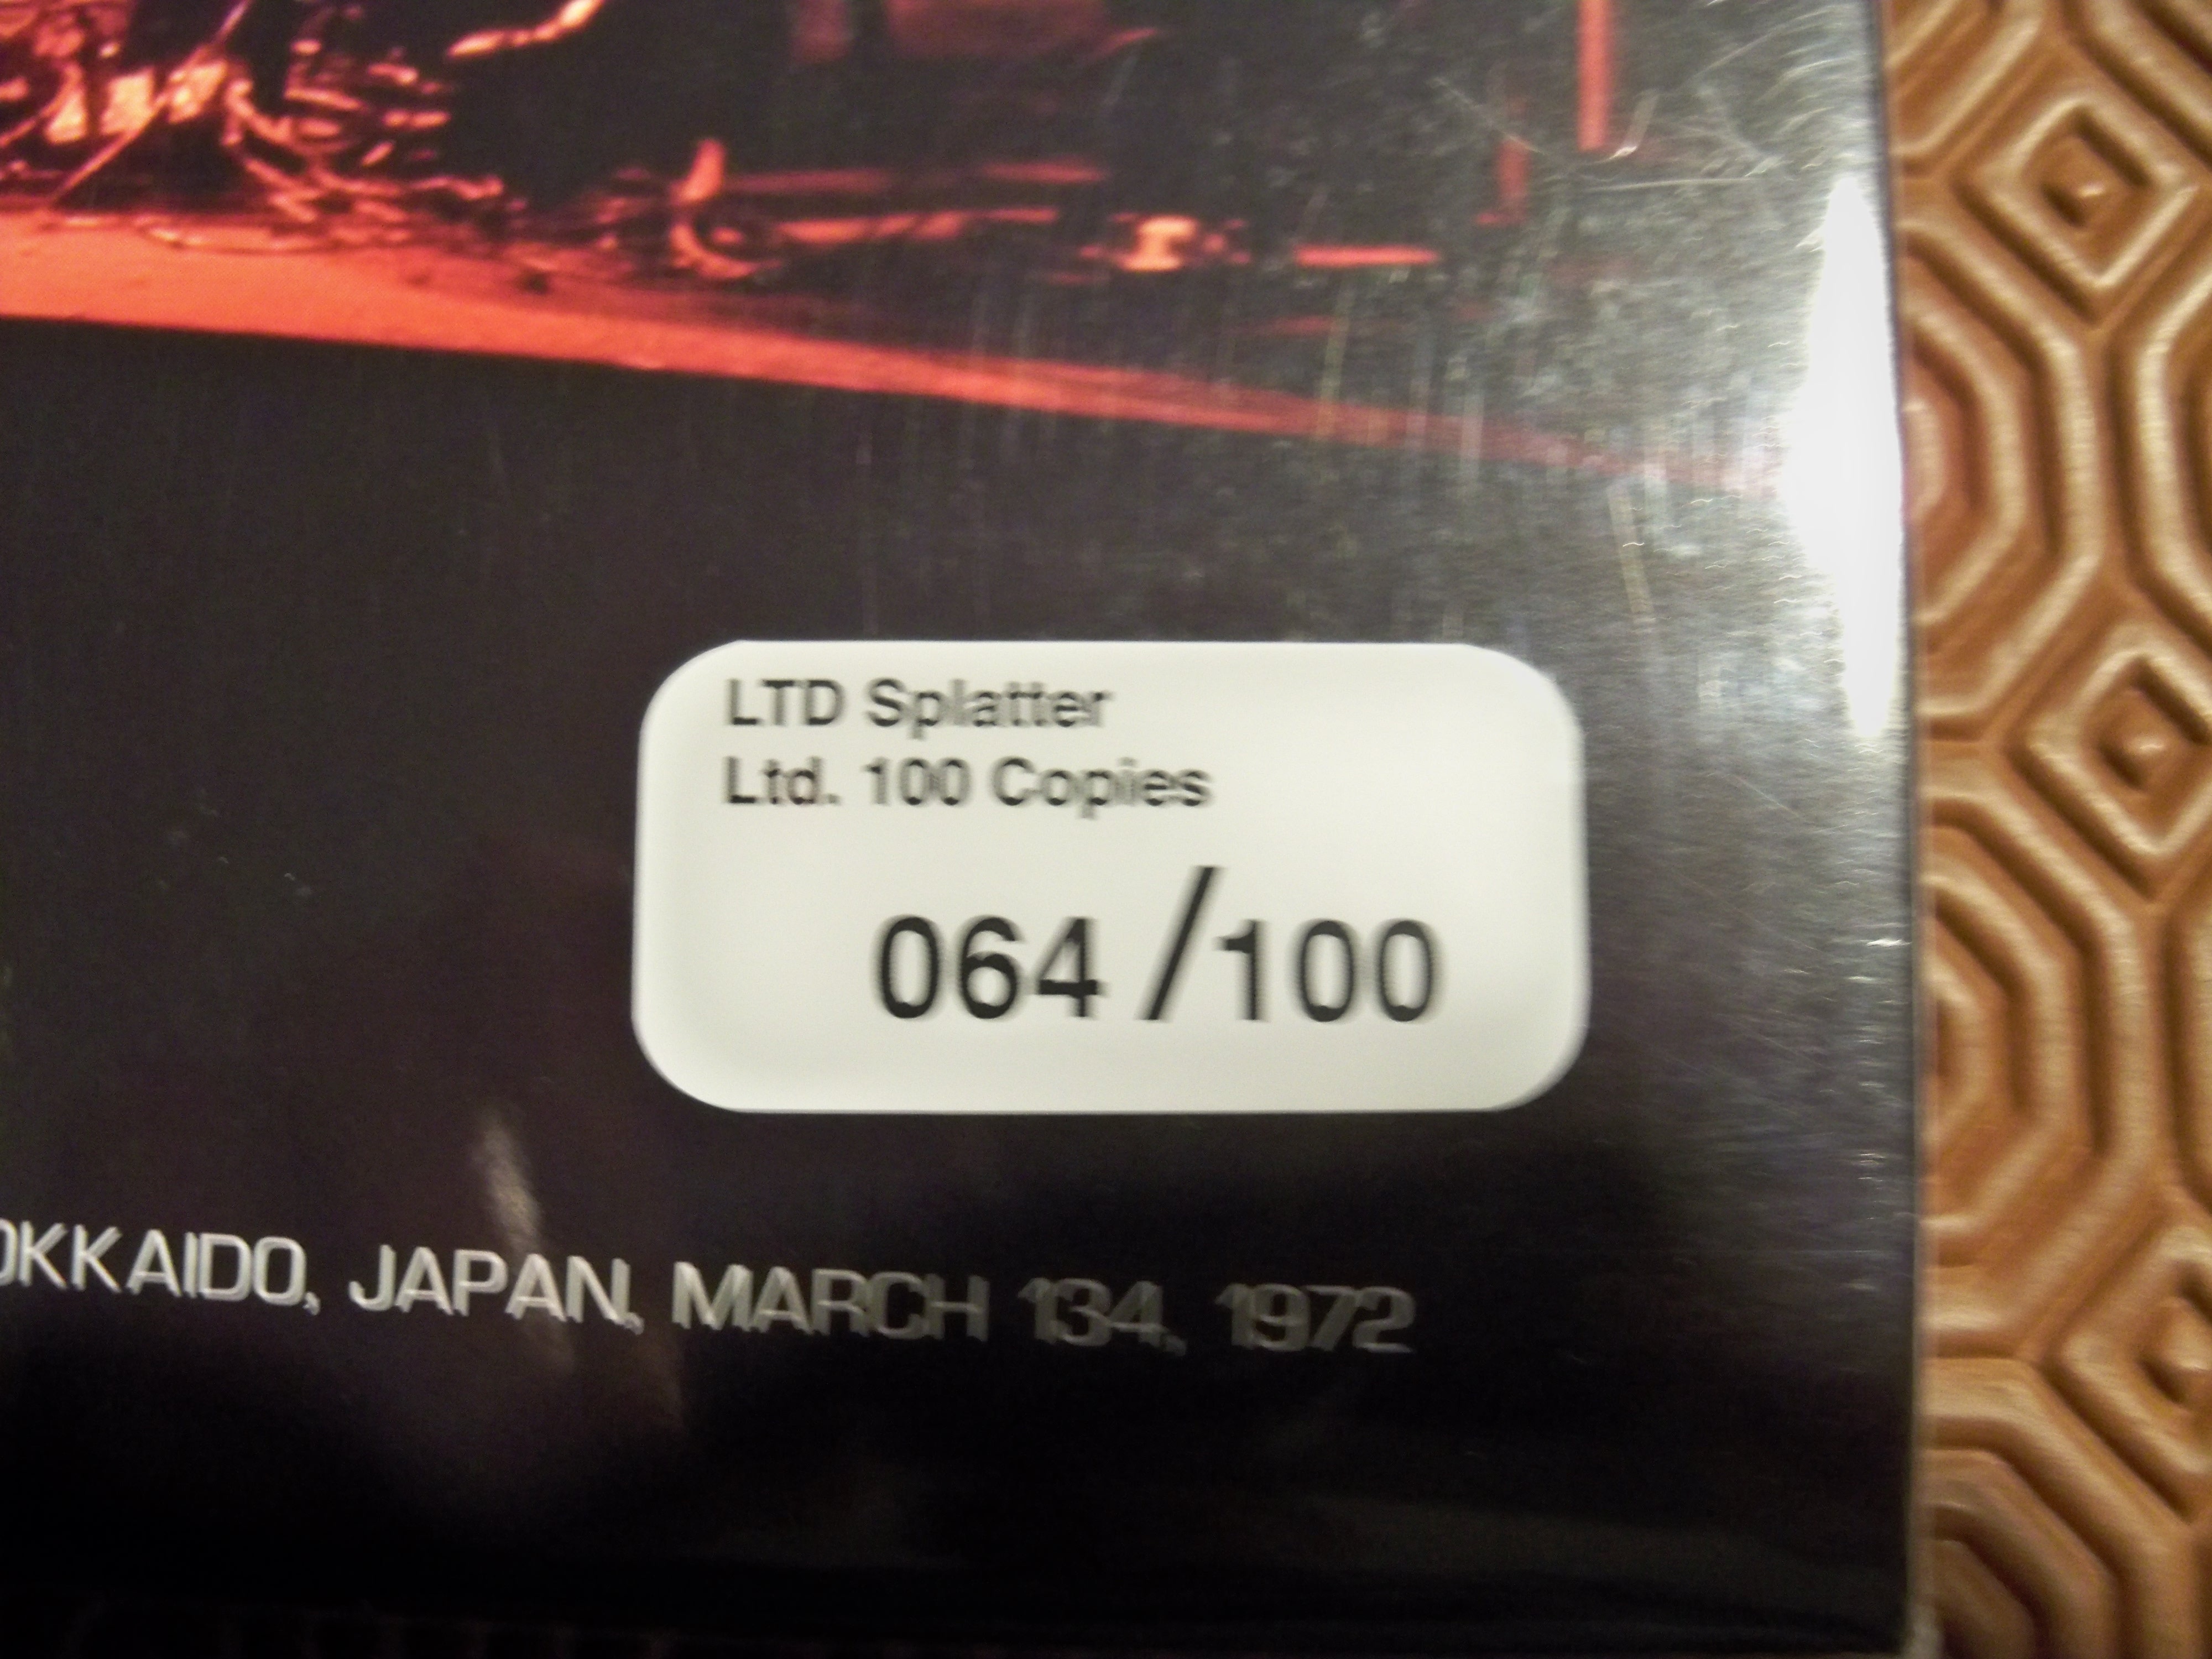 LTD Splatter
Ltd. 100 Copies
064/100
OKKAIDO, JAPAN, MARCH 134, 1972